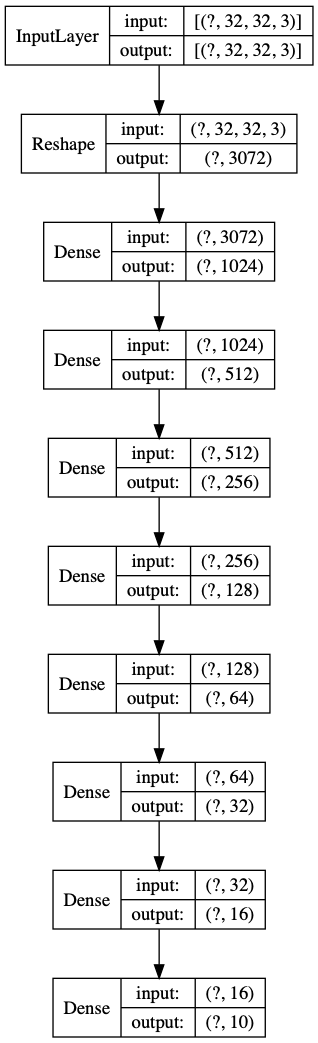 InputLayer input: [(?, 32, 32, 3)]
output: [(?, 32, 32, 3)]
Reshape input: (?, 32, 32, 3)
output: (?, 3072)
Dense input: (?, 3072)
output: (?, 1024)
Dense input: (?, 1024)
output: (?, 512)
Dense input: (?, 512)
output: (?, 256)
Dense input: (?, 256)
output: (?, 128)
Dense input: (?, 128)
output: (?, 64)
Dense input: (?, 64)
output: (?, 32)
Dense input: (?, 32)
output: (?, 16)
Dense input: (?, 16)
output: (?, 10)